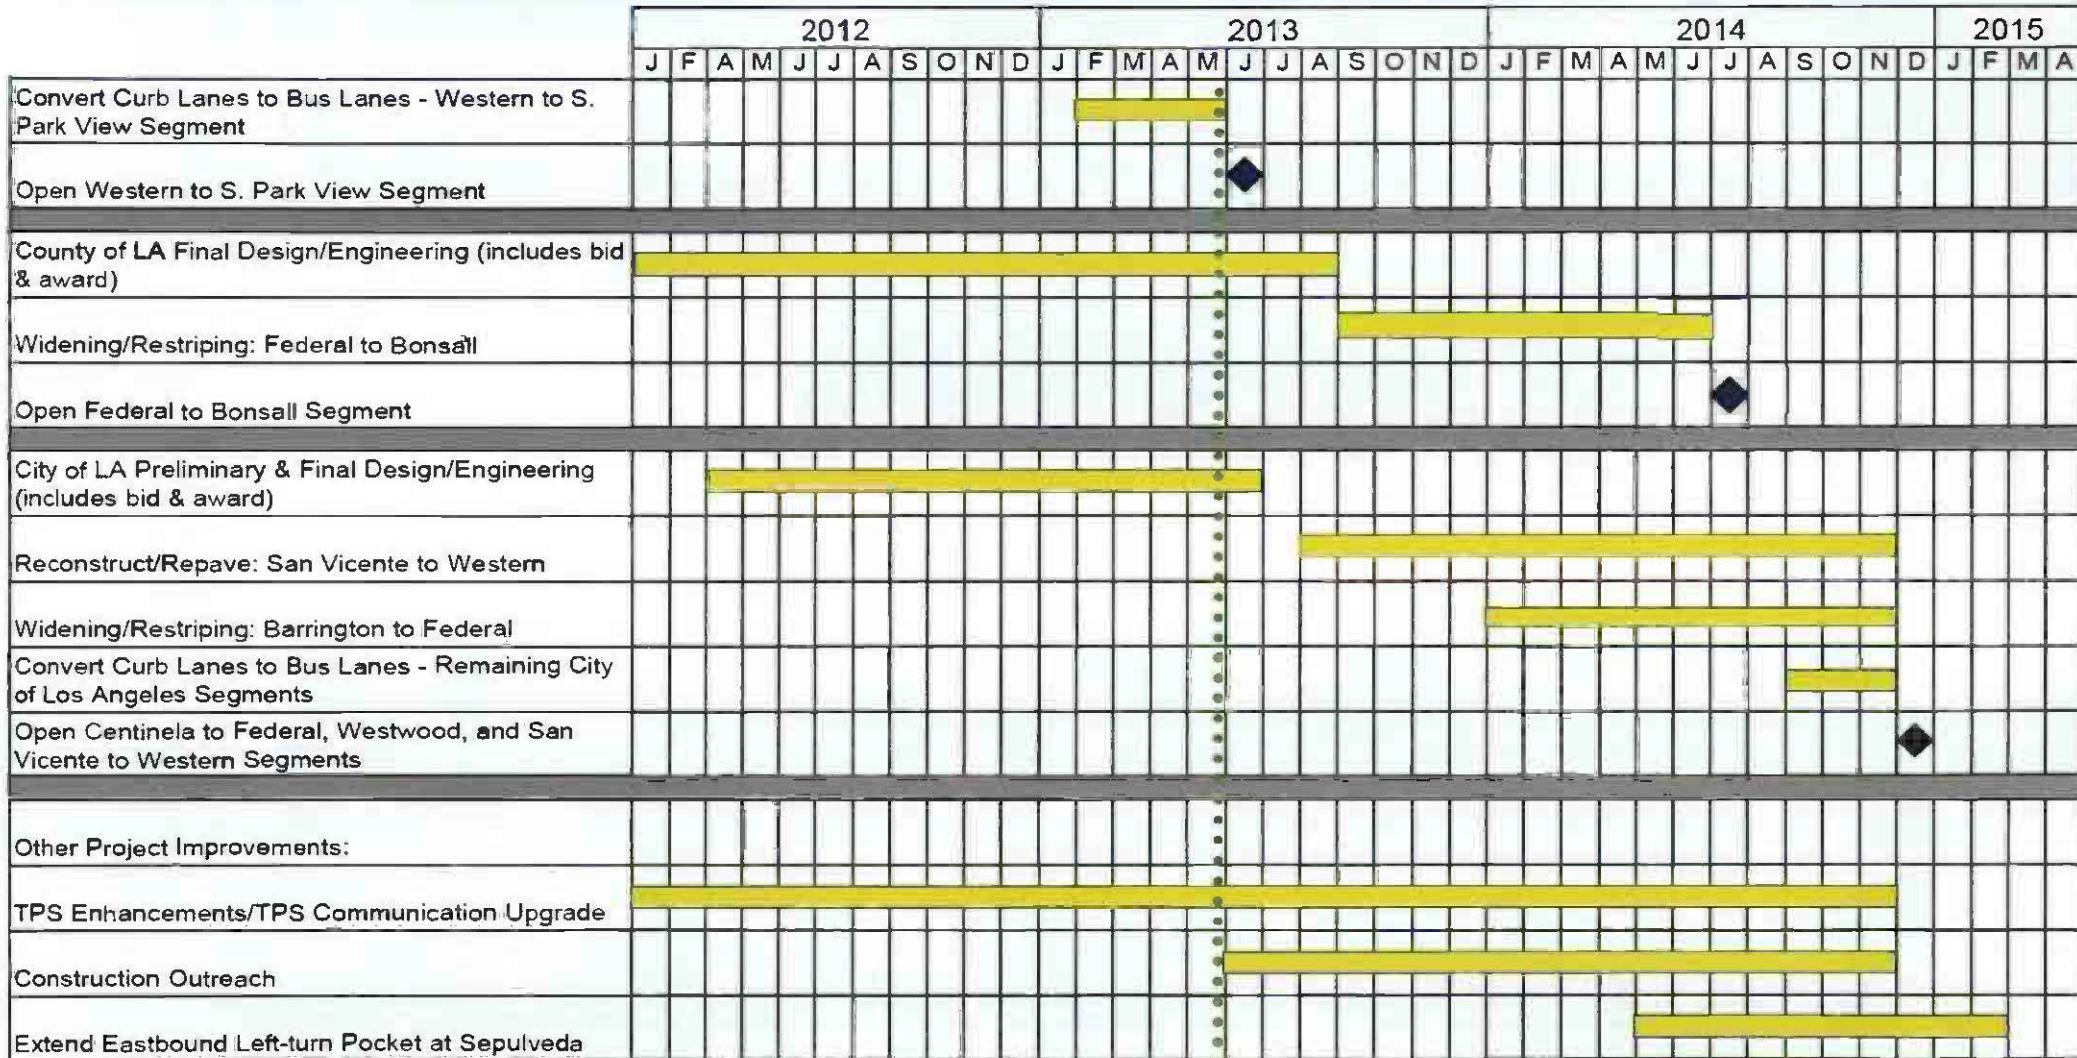 2012 2013 2014 2015
J F A M J J A S O N D J F M A M J J A S O N D J F M A M J J A S O N D J F M A
Convert Curb Lanes to Bus Lanes - Western to S.
Park View Segment
Open Western to S. Park View Segment
County of LA Final Design/Engineering (includes bid
& award)
Widening/Restriping: Federal to Bonsall
Open Federal to Bonsall Segment
City of LA Preliminary & Final Design/Engineering
(includes bid & award)
Reconstruct/Repave: San Vicente to Western
Widening/Restriping: Barrington to Federal
Convert Curb Lanes to Bus Lanes - Remaining City
of Los Angeles Segments
Open Centinela to Federal, Westwood, and San
Vicente to Western Segments
Other Project Improvements:
TPS Enhancements/TPS Communication Upgrade
Construction Outreach
Extend Eastbound Left-turn Pocket at Sepulveda